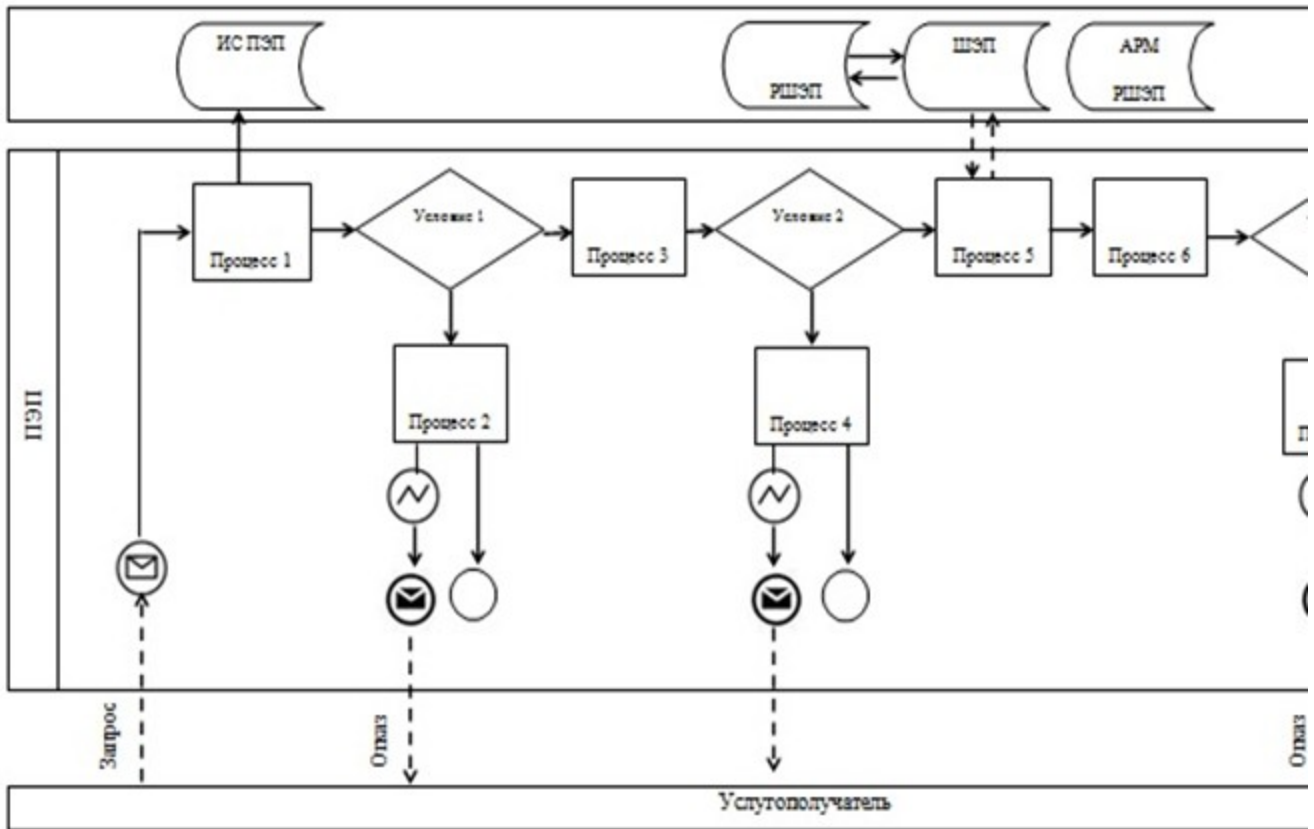 ИС ПЭП
РШЭП
ШЭП
АРМ
РШЭП
ПЭП
Процесс 1
Условие 1
Процесс 3
Условие 2
Процесс 5
Процесс 6
Процесс 2
Процесс 4
Запрос
Отказ
Отказ
Услугополучатель